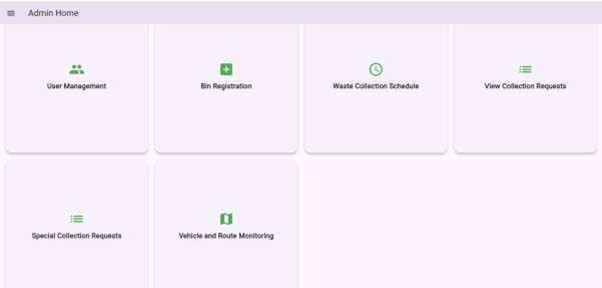 Admin Home
User Management
Bin Registration
Waste Collection Schedule
View Collection Requests
Special Collection Requests
Vehicle and Route Monitoring